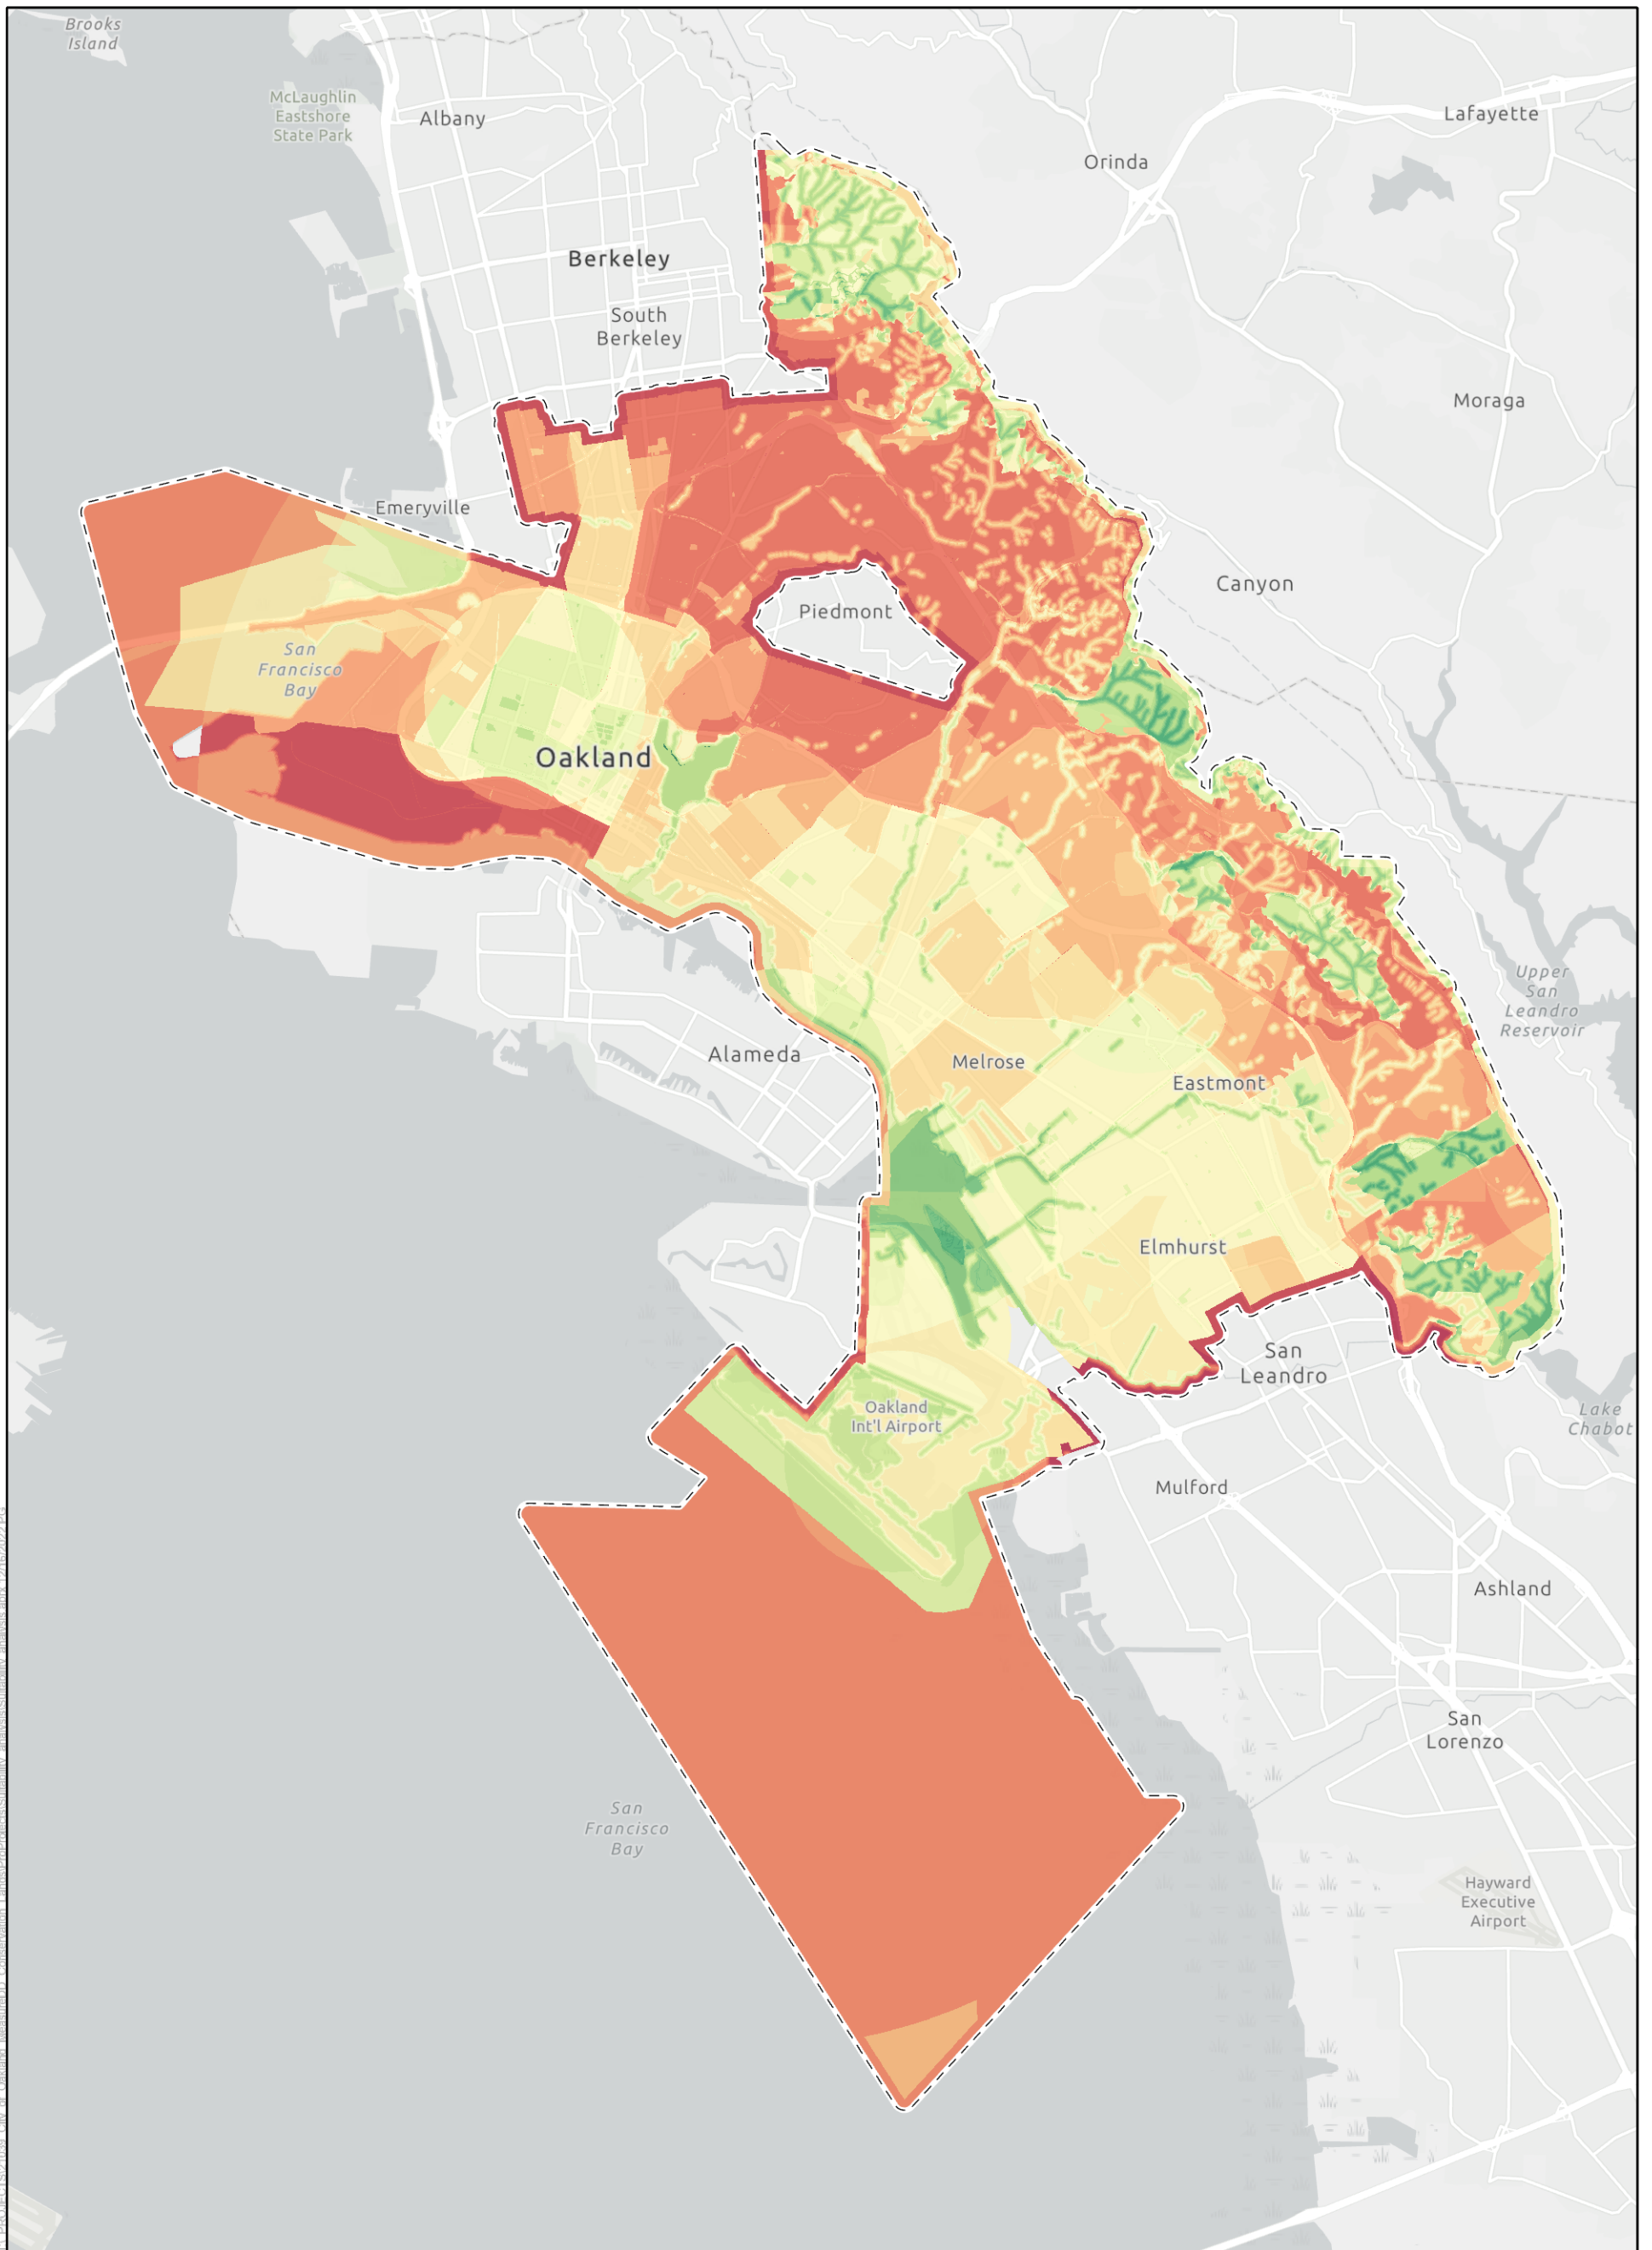 Brooks
Island
McLaughlin
Eastshore
State Park
Albany
Lafayette
Orinda
Berkeley
South
Berkeley
Moraga
Emeryville
Canyon
Piedmont
San
Francisco
Bay
Oakland
Upper
San
Leandro
Reservoir
Alameda
Melrose
Eastmont
Elmhurst
San
Leandro
Oakland
Int'l Airport
Lake
Chabot
Mulford
Ashland
San
Lorenzo
San
Francisco
Bay
Hayward
Executive
Airport